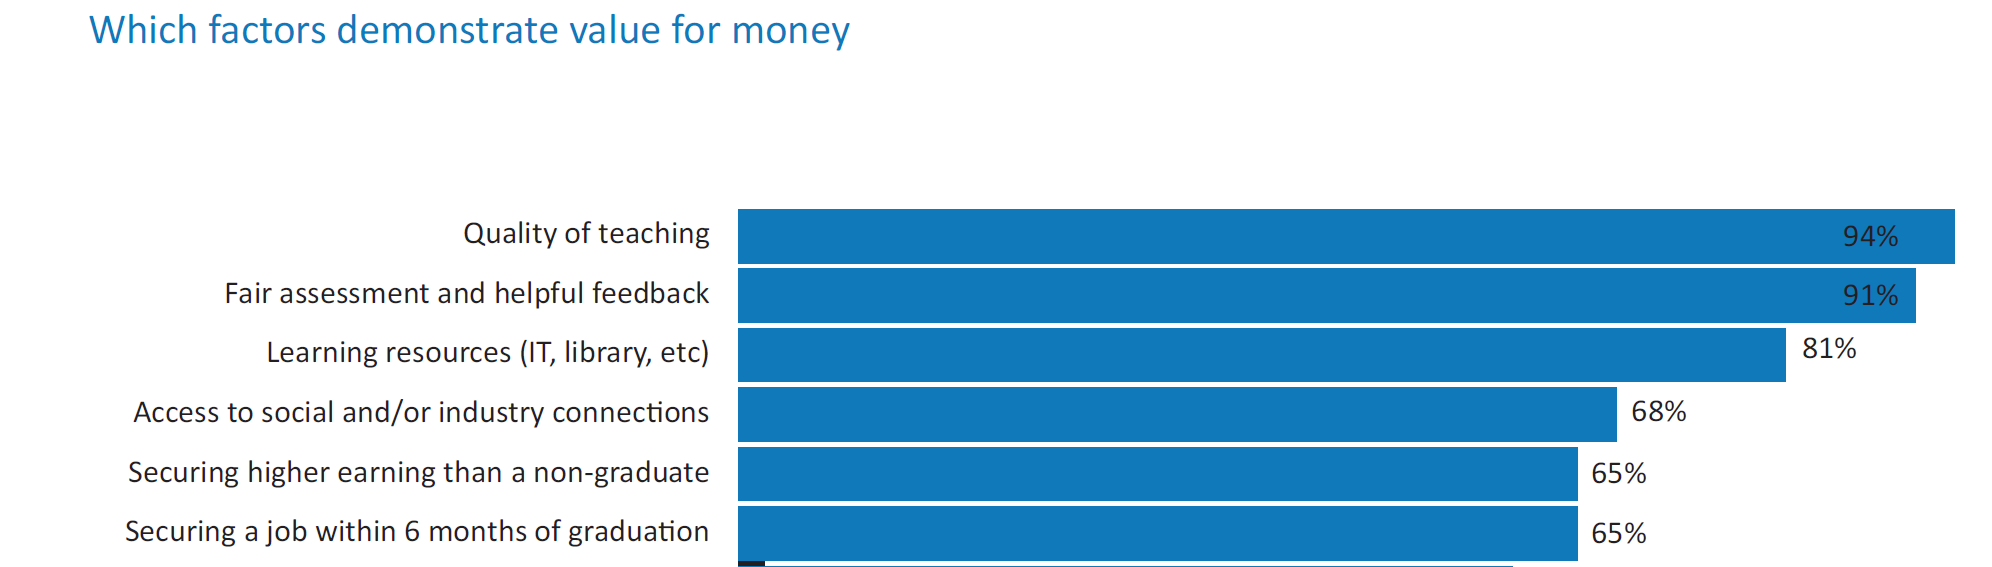 Which factors demonstrate value for money
Quality of teaching 94%
Fair assessment and helpful feedback 91%
Learning resources (IT, library, etc) 81%
Access to social and/or industry connections 68%
Securing higher earning than a non-graduate 65%
Securing a job within 6 months of graduation 65%